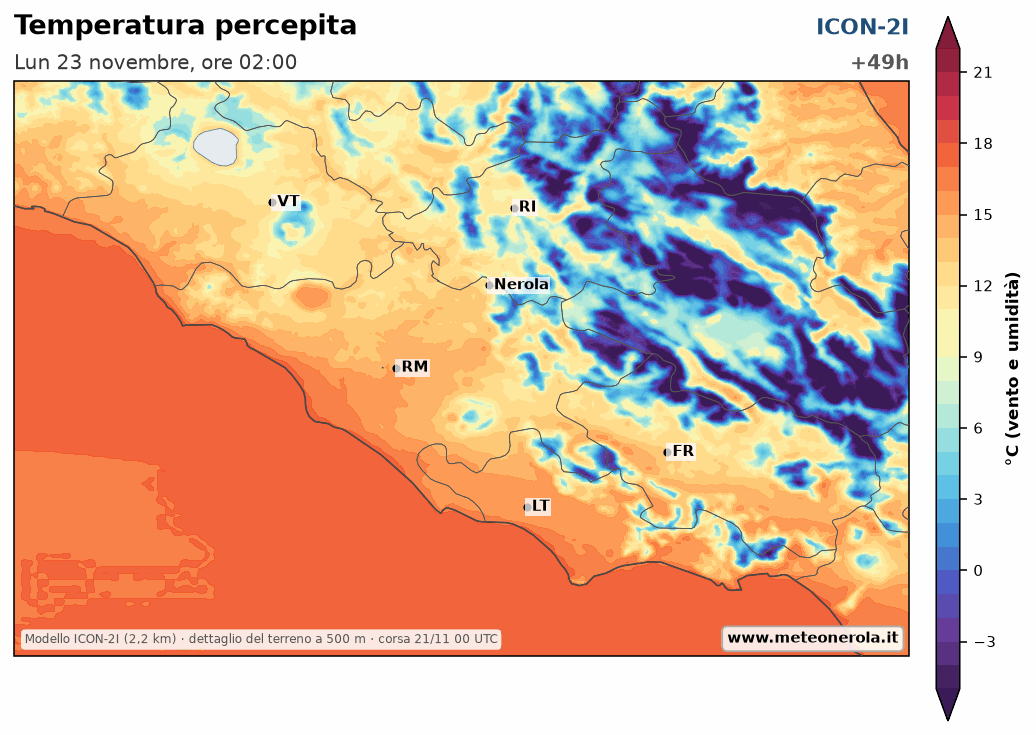 Temperatura percepita
ICON-2I
Lun 23 novembre, ore 02:00
+49h
VT
RI
Nerola
RM
FR
LT
21
18
15
12
9
6
3
0
−3
°C (vento e umidità)
Modello ICON-2I (2,2 km) · dettaglio del terreno a 500 m · corsa 21/11 00 UTC
www.meteonerola.it